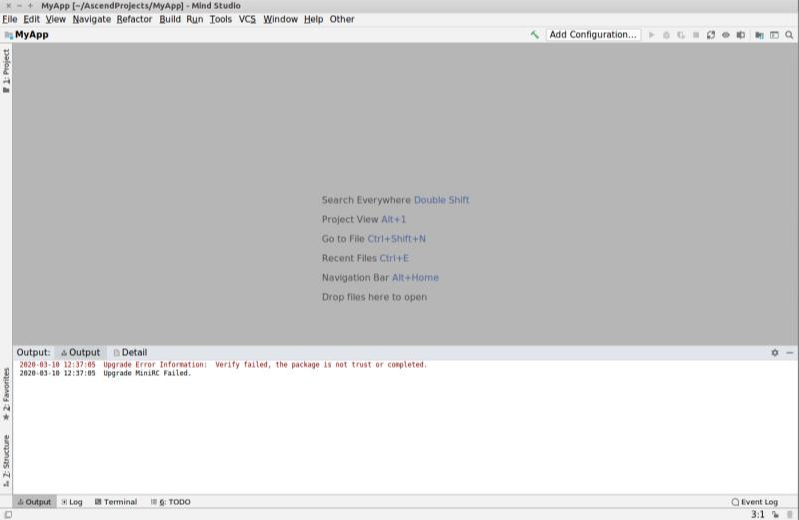 MyApp [~/AscendProjects/MyApp] - Mind Studio
File Edit View Navigate Refactor Build Run Tools VCS Window Help Other
MyApp
Add Configuration...
1: Project
Search Everywhere Double Shift
Project View Alt+1
Go to File Ctrl+Shift+N
Recent Files Ctrl+E
Navigation Bar Alt+Home
Drop files here to open
Output: Output Detail
2020-03-10 12:37:05 Upgrade Error Information: Verify failed, the package is not trust or completed.
2020-03-10 12:37:05 Upgrade MiniRC Failed.
2: Favorites
Z: Structure
Output Log Terminal 6: TODO Event Log
3:1